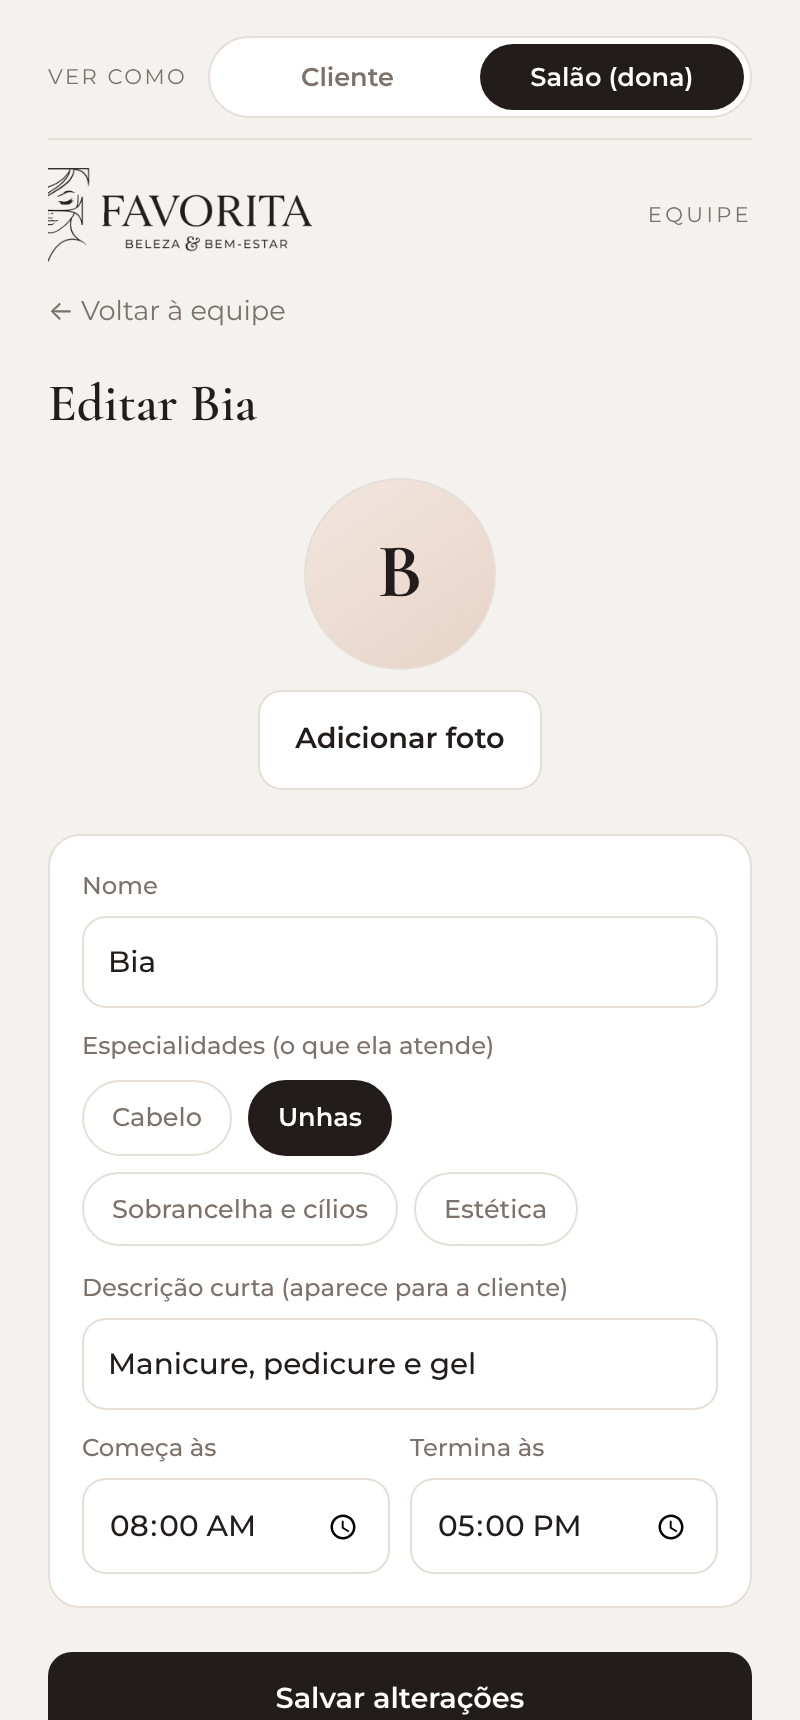 VER COMO
Cliente
Salão (dona)
FAVORITA
BELEZA & BEM-ESTAR
EQUIPE
← Voltar à equipe
Editar Bia
B
Adicionar foto
Nome
Bia
Especialidades (o que ela atende)
Cabelo
Unhas
Sobrancelha e cílios
Estética
Descrição curta (aparece para a cliente)
Manicure, pedicure e gel
Começa às
Termina às
08:00 AM
05:00 PM
Salvar alterações